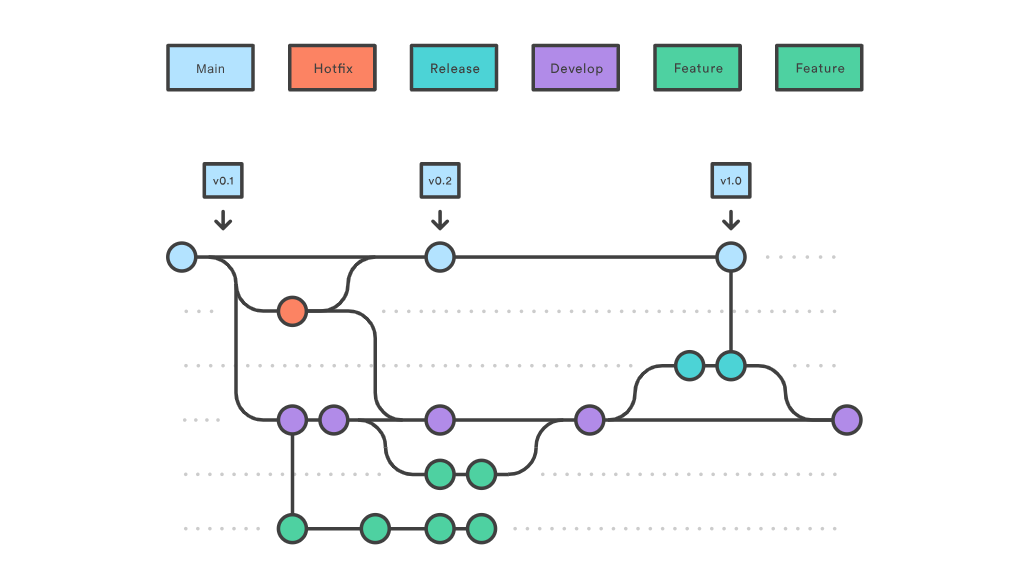 Main
Hotfix
Release
Develop
Feature
Feature
v0.1
v0.2
v1.0